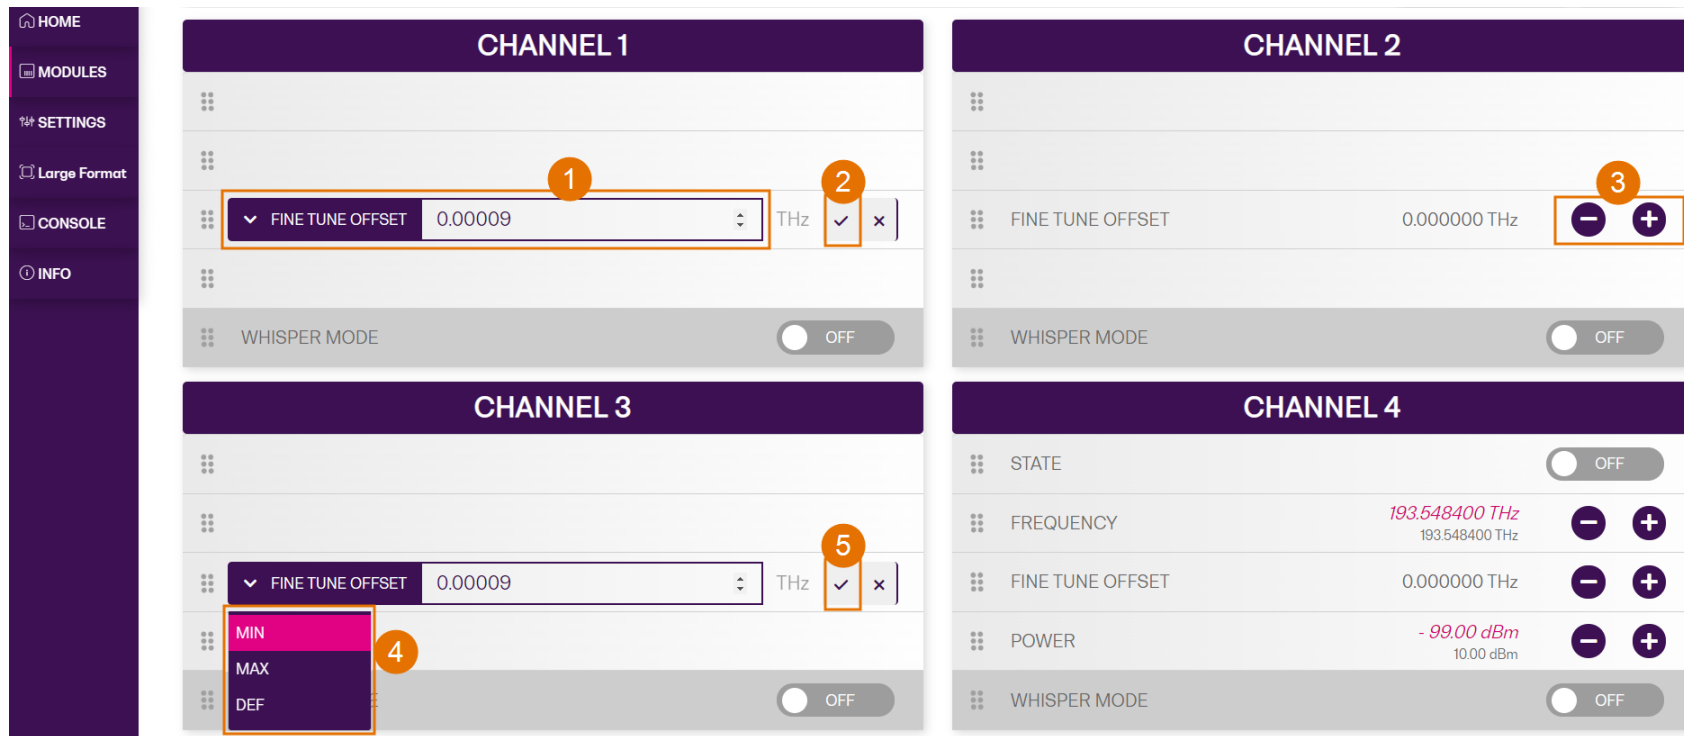 HOME
MODULES
SETTINGS
Large Format
CONSOLE
INFO
CHANNEL 1
1
2
FINE TUNE OFFSET 0.00009 THz
WHISPER MODE OFF
CHANNEL 2
3
FINE TUNE OFFSET 0.000000 THz
WHISPER MODE OFF
CHANNEL 3
5
FINE TUNE OFFSET 0.00009 THz
MIN
4
MAX
DEF
E OFF
CHANNEL 4
STATE OFF
FREQUENCY 193.548400 THz
193.548400 THz
FINE TUNE OFFSET 0.000000 THz
POWER - 99.00 dBm
10.00 dBm
WHISPER MODE OFF